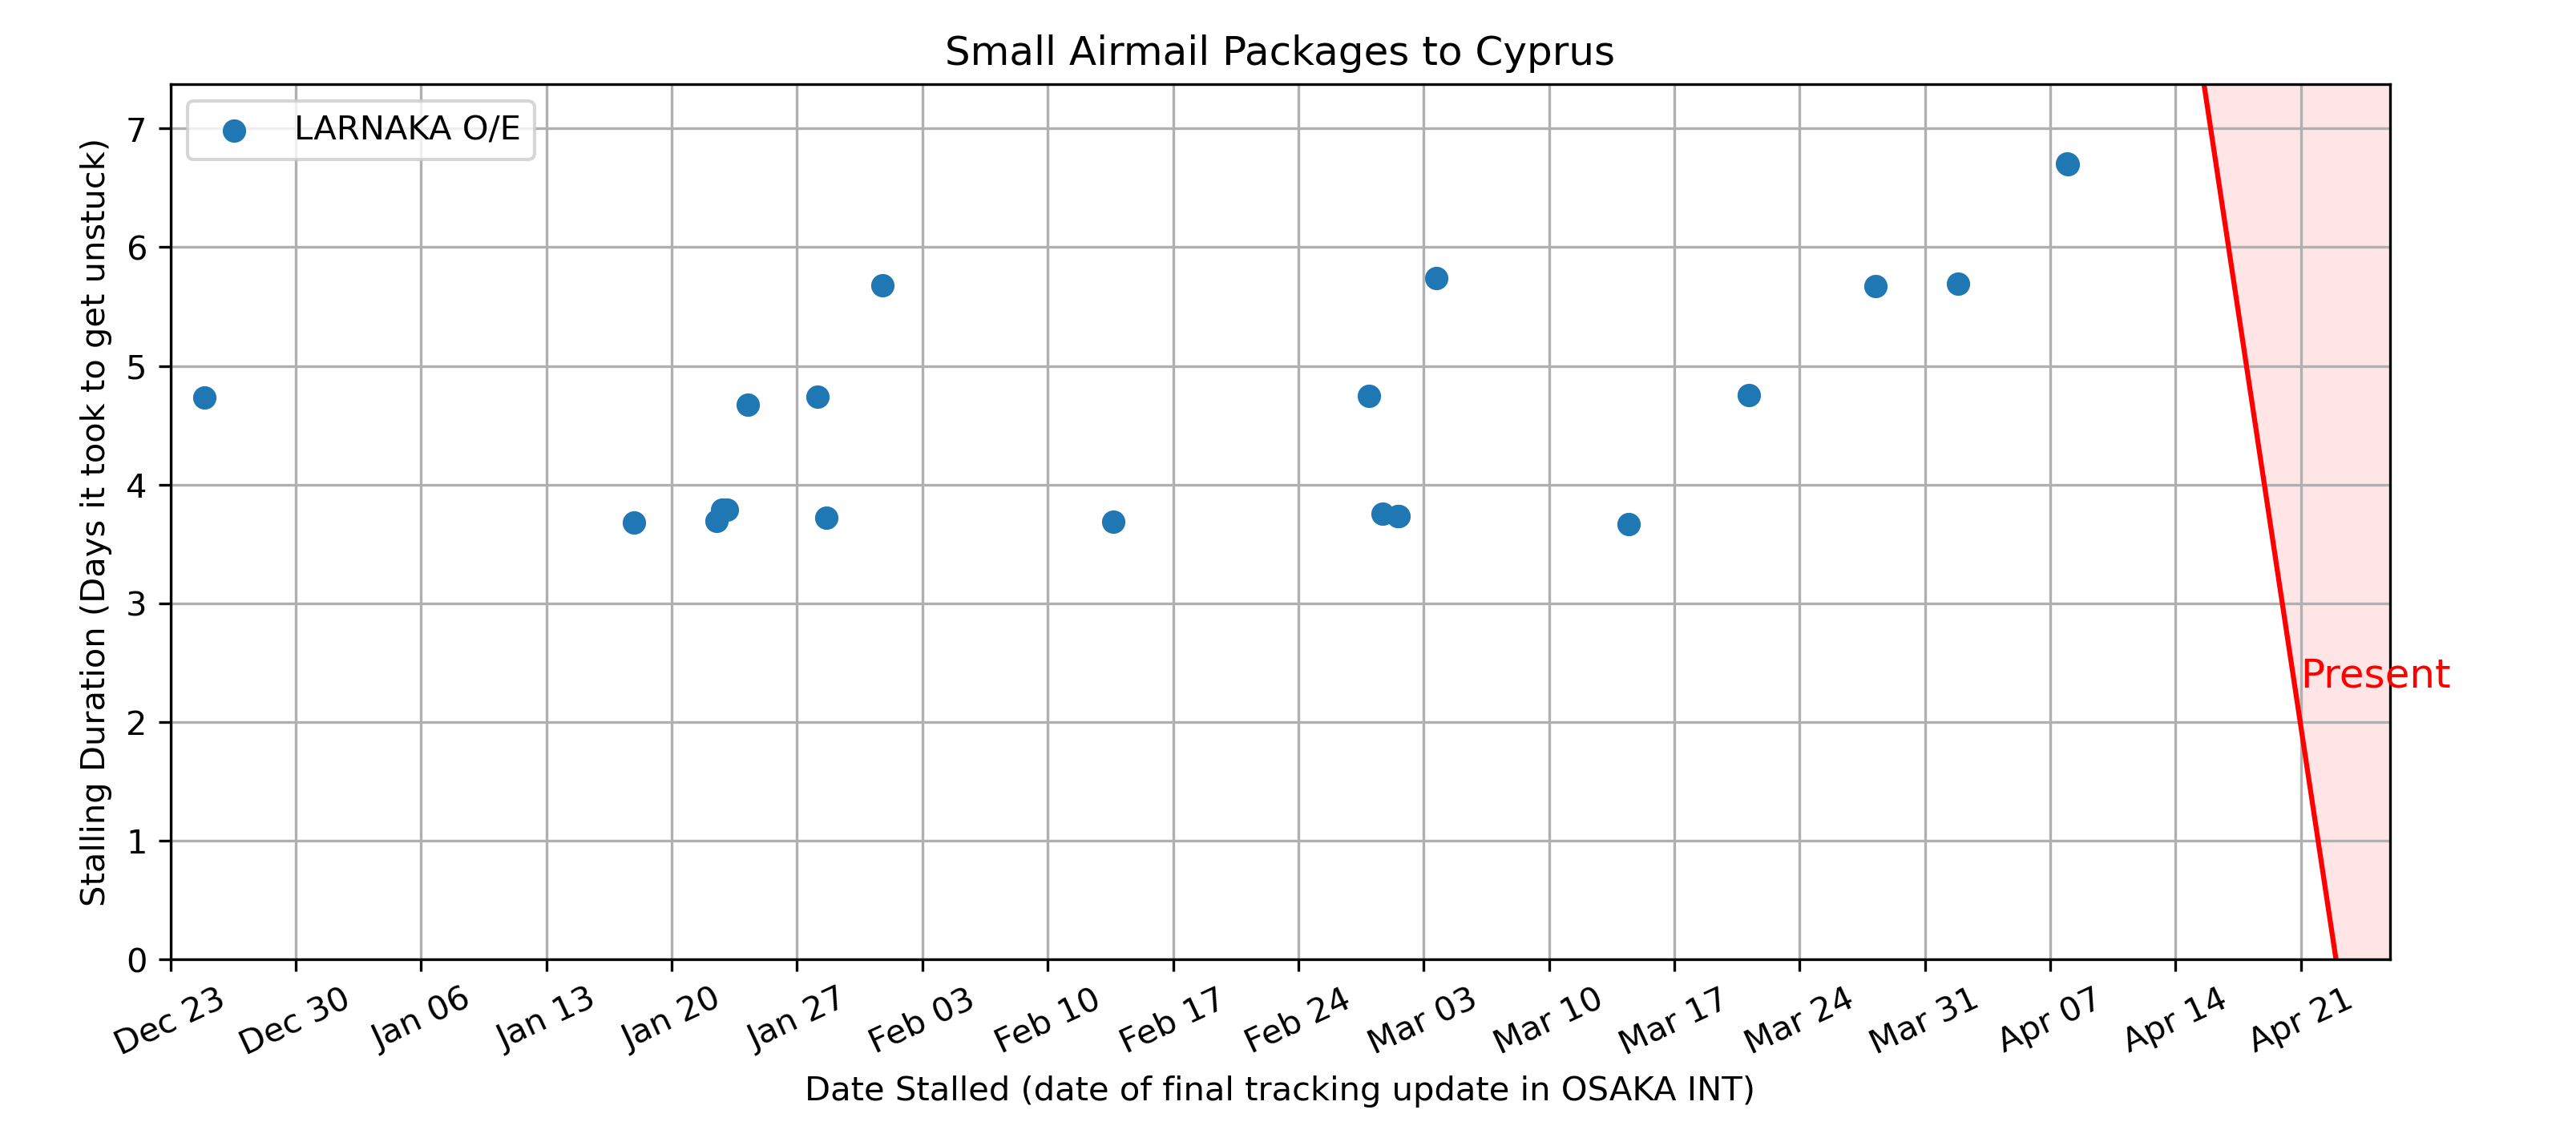 Small Airmail Packages to Cyprus
LARNAKA O/E
Stalling Duration (Days it took to get unstuck)
7
6
5
4
3
2
1
0
Present
Dec 23 Dec 30 Jan 06 Jan 13 Jan 20 Jan 27 Feb 03 Feb 10 Feb 17 Feb 24 Mar 03 Mar 10 Mar 17 Mar 24 Mar 31 Apr 07 Apr 14 Apr 21
Date Stalled (date of final tracking update in OSAKA INT)